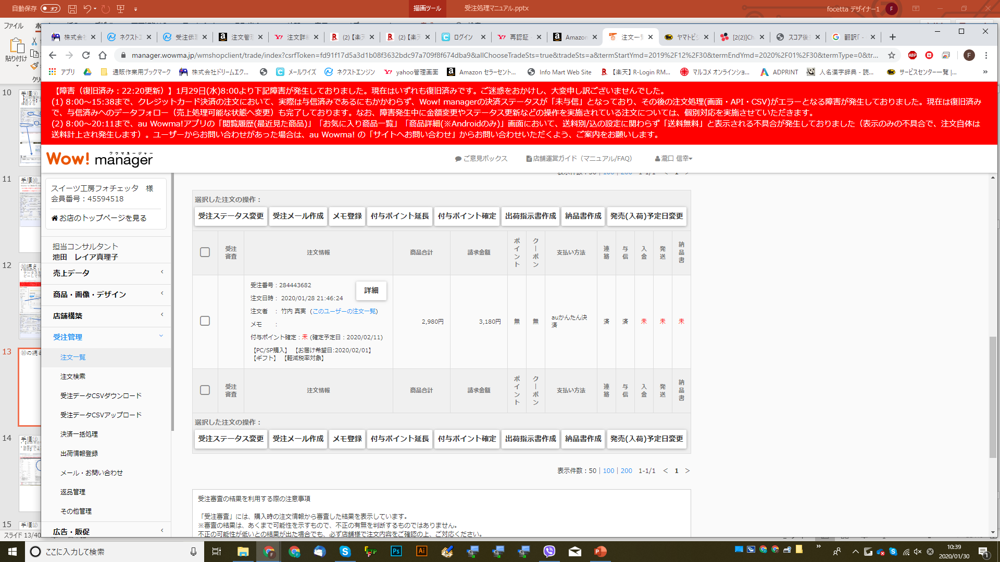 自動保存 オフ
描画ツール
受注処理マニュアル.pptx
focetta デザイナー1
F
ファイル
貼り付け
10
11
12
13
14
15
スライド 13/40
株式会
ネクストエ
受注伝
注文管
注文詳
(2)【楽
(2)【楽
ログイン
再認証
Amazon
注文一
ヤマトビ
[2(2)]Ch
スコア後
翻訳「 -
manager.wowma.jp/wmshopclient/trade/index?csrfToken=fd91f17d5a3d1b08f3632bdc97a709f8f674dba9&allChooseTradeSts=true&tradeSts=a&termStartYmd=2019%2F12%2F30&termEndYmd=2020%2F01%2F30&termType=0&tr...
ABP
F
アプリ
通販作業用ブックマーク
株式会社ドリームエク...
メールワイズ
ネクストエンジン
yahoo管理画面
Amazon セラーセント...
Info Mart Web Site
【楽天】R-Login RM...
マルコメ オンラインショ...
ADPRINT
人名漢字辞典 - 読...
サービスセンター一覧 |...
»
【障害（復旧済み：22:20更新）】1月29日(水)8:00より下記障害が発生しておりました。現在はいずれも復旧済みです。ご迷惑をおかけし、大変申し訳ございませんでした。
(1) 8:00～15:38まで、クレジットカード決済の注文において、実際は与信済みであるにもかかわらず、Wow! managerの決済ステータスが「未与信」となっており、その後の注文処理(画面・API・CSV)がエラーとなる障害が発生しておりました。現在は復旧済み
で、与信済みへのデータフォロー（売上処理可能な状態へ変更）も完了しております。なお、障害発生中に金額変更やステータス更新などの操作を実施されている注文については、個別対応を実施させていただきます。
(2) 8:00～20:11まで、au Wowma!アプリの「閲覧履歴(最近見た商品)」「お気に入り商品一覧」「商品詳細(※Androidのみ)」画面において、送料別/込の設定に関わらず「送料無料」と表示される不具合が発生しておりました（表示のみの不具合で、注文自体は
送料計上され発生します）。ユーザーからお問い合わせがあった場合は、au Wowma! の「サイトへお問い合わせ」からお問い合わせいただくよう、ご案内をお願いします。
ワウマネージャー
Wow! manager
ご意見ボックス
店舗運営ガイド（マニュアル/FAQ）
瀧口 信幸
スイーツ工房フォチェッタ　様
会員番号：45594518
お店のトップページを見る
担当コンサルタント
池田　レイア真理子
売上データ
商品・画像・デザイン
店舗構築
受注管理
注文一覧
注文検索
受注データCSVダウンロード
受注データCSVアップロード
決済一括処理
出荷情報登録
メール・お問い合わせ
返品管理
その他管理
広告・販促
表示件数：50｜100｜200 1-1/1 ＜ 1 ＞
選択した注文の操作：
受注ステータス変更 受注メール作成 メモ登録 付与ポイント延長 付与ポイント確定 出荷指示書作成 納品書作成 発売(入荷)予定日変更
受注審査 注文情報 商品合計 請求金額 ポイント クーポン 支払い方法 連絡 与信 入金 発送 納品書
受注番号：284443682
詳細
注文日時： 2020/01/28 21:46:24
注文者　： 竹内 真実（このユーザーの注文一覧)
メモ　　：
付与ポイント確定：未 (確定予定日：2020/02/11)
【PC/SP購入】 【お届け希望日:2020/02/01】
【ギフト】 【軽減税率対象】
2,980円 3,180円 無 無 auかんたん決済 済 済 未 未 未
受注審査 注文情報 商品合計 請求金額 ポイント クーポン 支払い方法 連絡 与信 入金 発送 納品書
選択した注文の操作：
受注ステータス変更 受注メール作成 メモ登録 付与ポイント延長 付与ポイント確定 出荷指示書作成 納品書作成 発売(入荷)予定日変更
表示件数：50｜100｜200 1-1/1 ＜ 1 ＞
受注審査の結果を利用する際の注意事項
「受注審査」には、購入時の注文情報から審査した結果を表示しています。
※審査の結果は、あくまで可能性を示すもので、不正の有無を判断するものではありません。
不正の可能性が低いとの結果が出た場合でも、必ず店舗様で注文内容をご確認の上、ご対応ください。
ここに入力して検索
10:39
2020/01/30